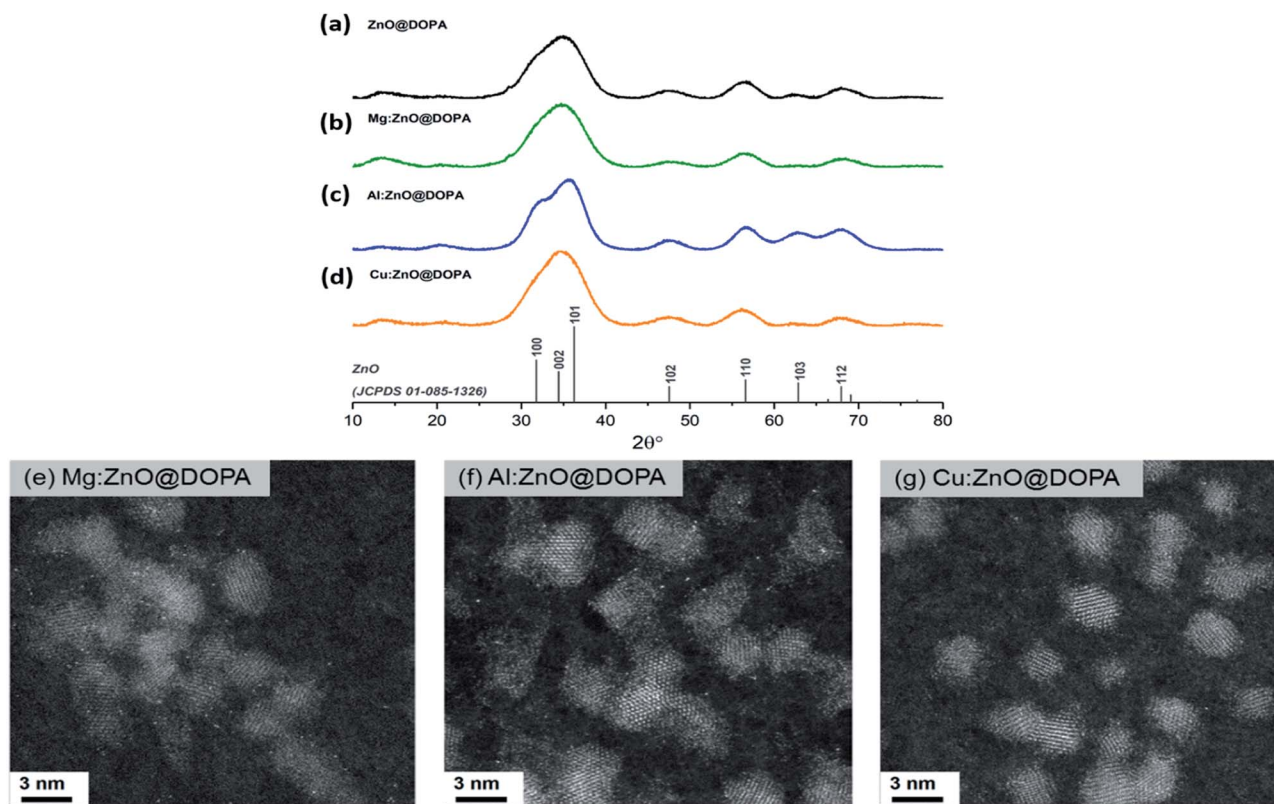 (a) ZnO@DOPA
(b) Mg:ZnO@DOPA
(c) Al:ZnO@DOPA
(d) Cu:ZnO@DOPA
100
002
101
102
110
103
112
ZnO
(JCPDS 01-085-1326)
10 20 30 40 50 60 70 80
2θ°
(e) Mg:ZnO@DOPA
3 nm
(f) Al:ZnO@DOPA
3 nm
(g) Cu:ZnO@DOPA
3 nm